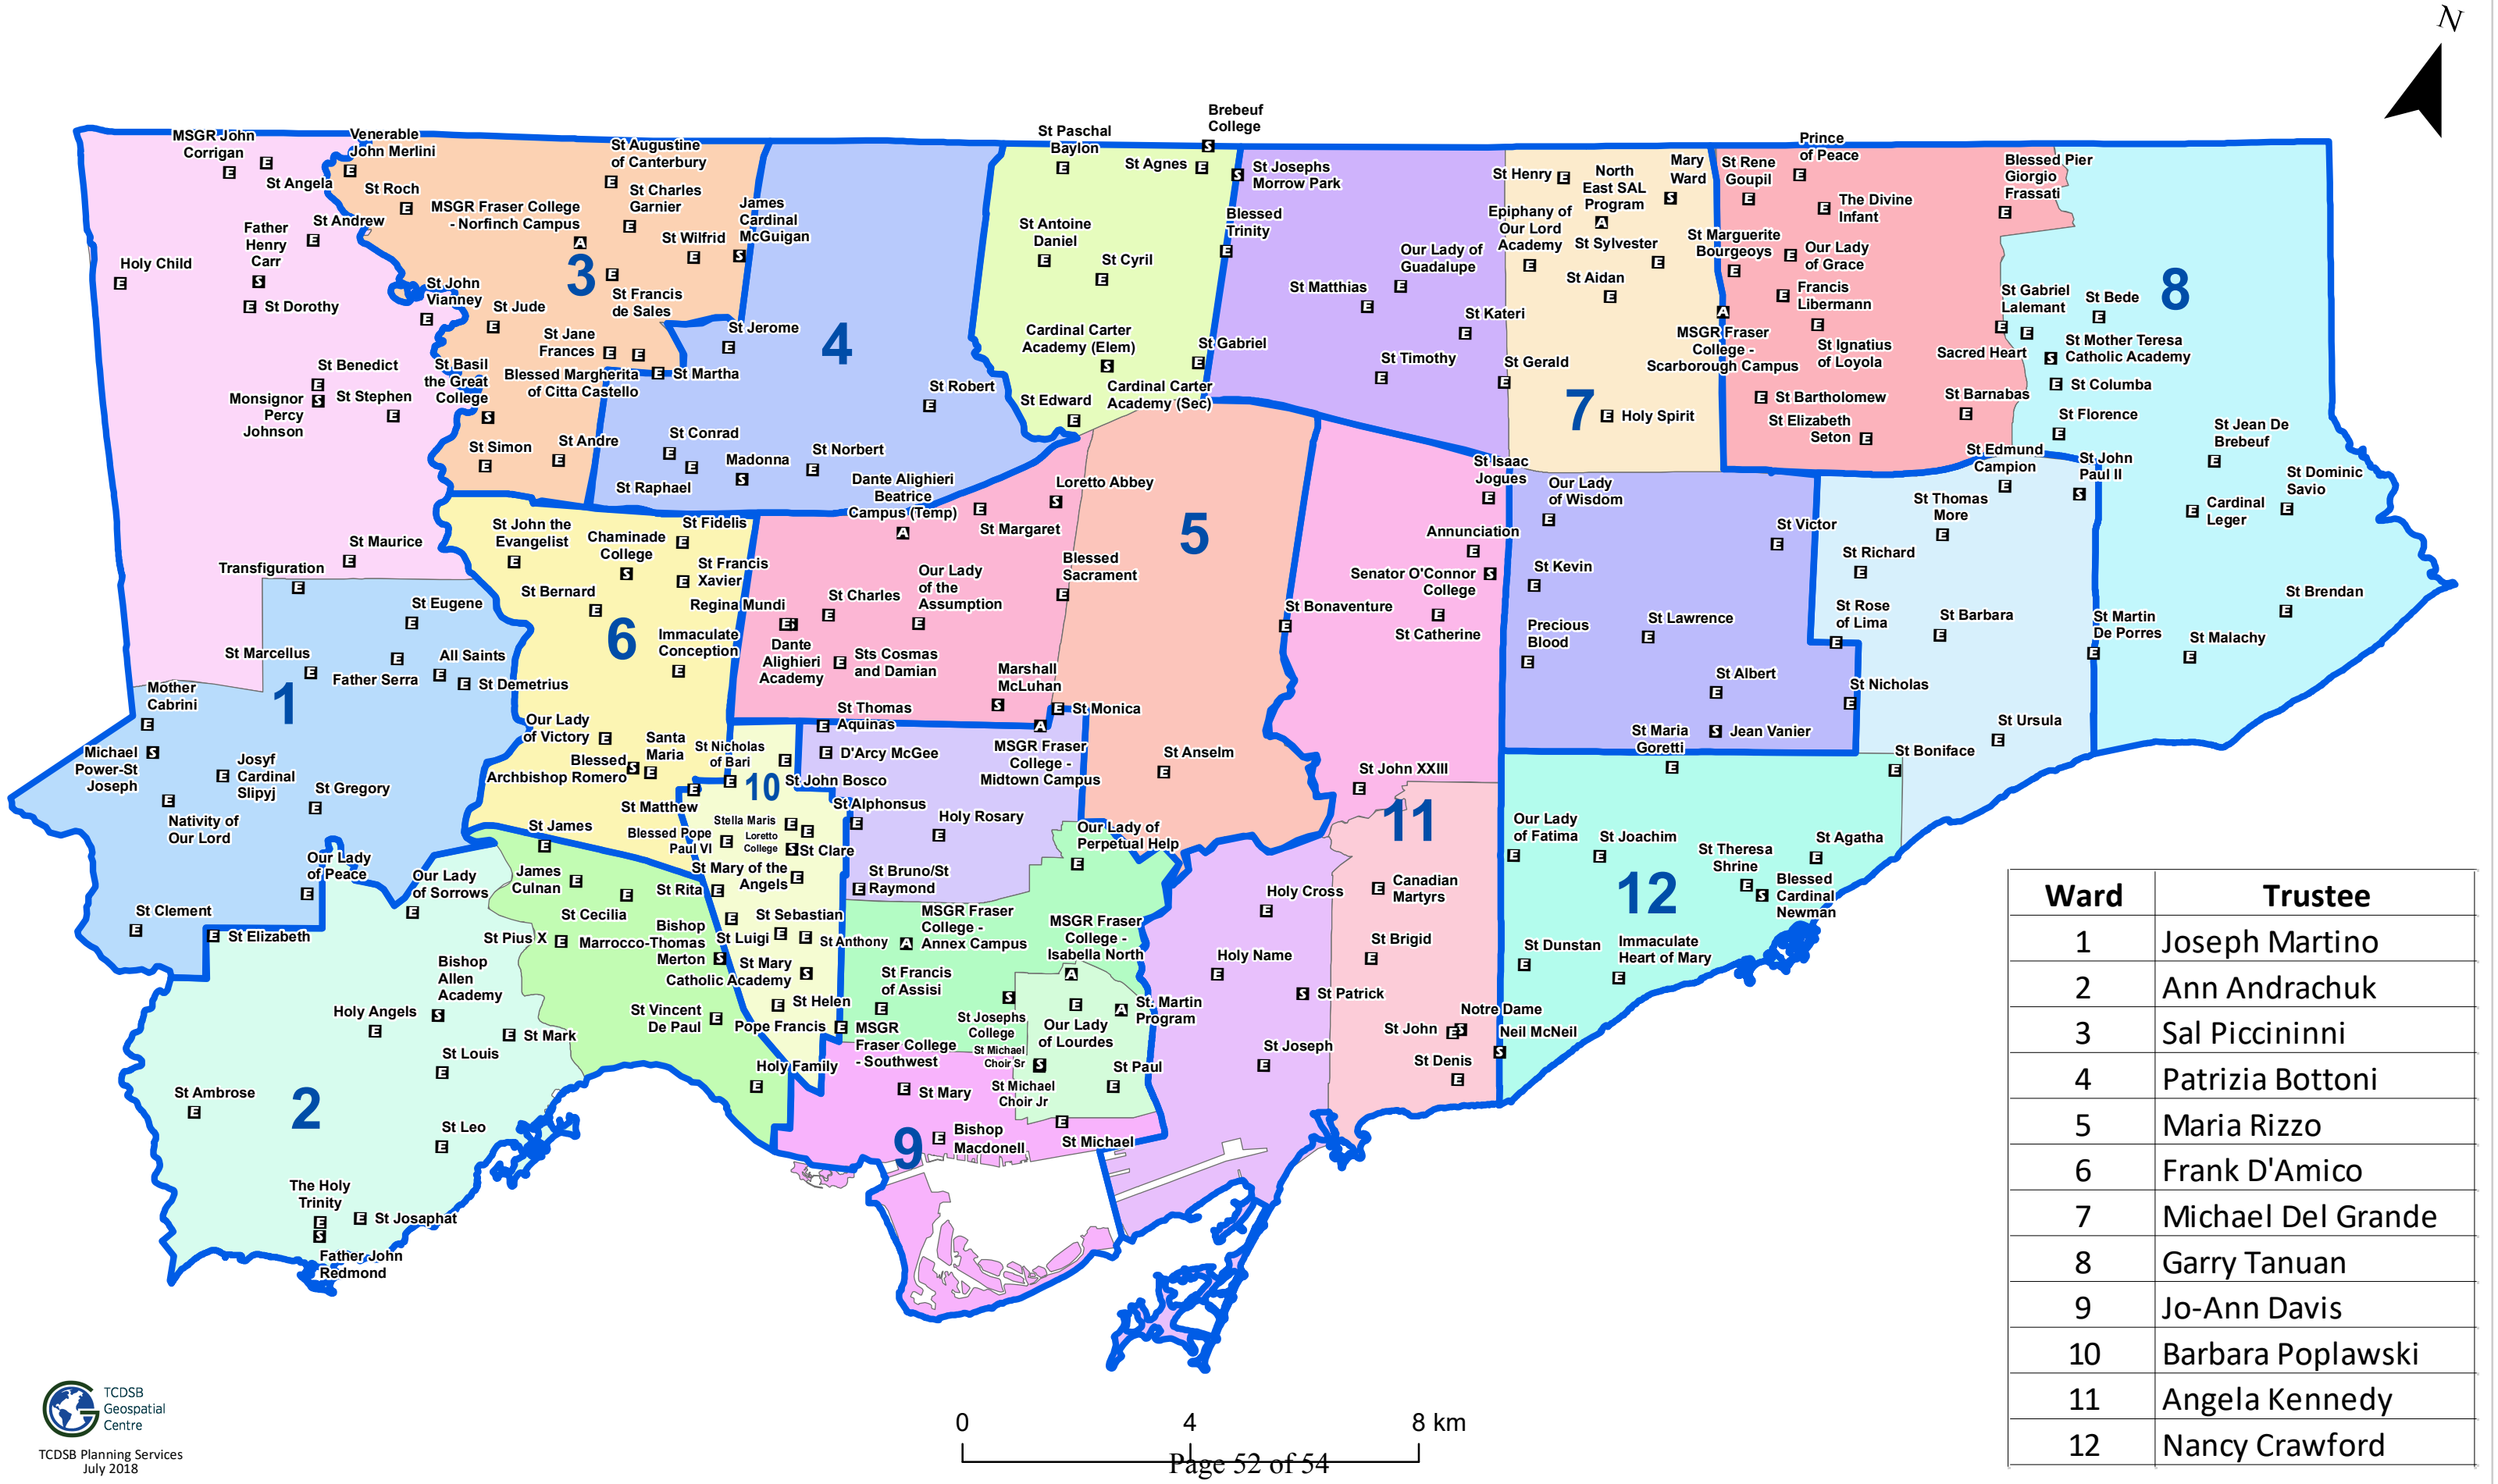 N
Brebeuf
College
MSGR John
Corrigan
St Angela
Venerable
John Merlini
St Roch
St Andrew
Father
Henry
Carr
Holy Child
St Dorothy
St Benedict
Monsignor
Percy
Johnson
St Stephen
St Maurice
Transfiguration
St Augustine
of Canterbury
St Charles
Garnier
MSGR Fraser College
- Norfinch Campus
St Wilfrid
James
Cardinal
McGuigan
3
St John
Vianney
St Jude
St Francis
de Sales
St Jane
Frances
St Basil
the Great
College
Blessed Margherita
of Citta Castello
St Martha
St Simon
St Andre
St Jerome
4
St Robert
St Conrad
Madonna
St Norbert
St Raphael
St Paschal
Baylon
St Agnes
St Antoine
Daniel
St Cyril
Cardinal Carter
Academy (Elem)
St Gabriel
Cardinal Carter
Academy (Sec)
St Edward
St Josephs
Morrow Park
Blessed
Trinity
Our Lady of
Guadalupe
St Matthias
St Kateri
St Timothy
St Henry
North
East SAL
Program
Mary
Ward
Epiphany of
Our Lord
Academy
St Sylvester
St Aidan
St Gerald
7
Holy Spirit
St Rene
Goupil
Prince
of Peace
The Divine
Infant
St Marguerite
Bourgeoys
Our Lady
of Grace
Francis
Libermann
MSGR Fraser
College -
Scarborough Campus
St Ignatius
of Loyola
St Bartholomew
St Elizabeth
Seton
St Barnabas
Blessed Pier
Giorgio
Frassati
8
St Gabriel
Lalemant
St Bede
Sacred Heart
St Mother Teresa
Catholic Academy
St Columba
St Florence
St Jean De
Brebeuf
St Edmund
Campion
St John
Paul II
St Dominic
Savio
Cardinal
Leger
St Thomas
More
St Richard
St Brendan
St Rose
of Lima
St Barbara
St Martin
De Porres
St Malachy
St Nicholas
St Ursula
St Boniface
St Isaac
Jogues
Our Lady
of Wisdom
St Victor
Annunciation
St Kevin
Senator O'Connor
College
St Bonaventure
St Catherine
Precious
Blood
St Lawrence
St Albert
St Maria
Goretti
Jean Vanier
St John XXIII
11
5
Dante Alighieri
Beatrice
Campus (Temp)
Loretto Abbey
St Margaret
Blessed
Sacrament
Our Lady
of the
Assumption
St Charles
Regina Mundi
Dante
Alighieri
Academy
Sts Cosmas
and Damian
Marshall
McLuhan
St Monica
St Thomas
Aquinas
D'Arcy McGee
MSGR Fraser
College -
Midtown Campus
St Anselm
St John the
Evangelist
Chaminade
College
St Fidelis
St Francis
Xavier
St Bernard
6
Immaculate
Conception
Our Lady
of Victory
Santa
Maria
Blessed
Archbishop Romero
St Nicholas
of Bari
10
St John Bosco
St Matthew
St Alphonsus
Holy Rosary
Stella Maris
Blessed Pope
Paul VI
Loretto
College
St Clare
St Mary of the
Angels
St Bruno/St
Raymond
Our Lady of
Perpetual Help
St Eugene
St Marcellus
Father Serra
All Saints
St Demetrius
1
Mother
Cabrini
Michael
Power-St
Joseph
Josyf
Cardinal
Slipyj
St Gregory
Nativity of
Our Lord
Our Lady
of Peace
St Clement
St Elizabeth
Our Lady
of Sorrows
St James
James
Culnan
St Rita
St Cecilia
St Pius X
Bishop
Marrocco-Thomas
Merton
St Sebastian
St Luigi
St Anthony
St Mary
Catholic Academy
St Helen
St Vincent
De Paul
Pope Francis
Holy Family
Bishop
Allen
Academy
Holy Angels
St Mark
St Louis
St Ambrose
2
St Leo
The Holy
Trinity
St Josaphat
Father John
Redmond
MSGR Fraser
College -
Annex Campus
MSGR Fraser
College -
Isabella North
St Francis
of Assisi
St. Martin
Program
St Josephs
College
Our Lady
of Lourdes
MSGR
Fraser College
- Southwest
St Michael
Choir Sr
St Paul
St Mary
St Michael
Choir Jr
9
Bishop
Macdonell
St Michael
Holy Cross
Canadian
Martyrs
Holy Name
St Brigid
St Patrick
St John
Notre Dame
Neil McNeil
St Joseph
St Denis
Our Lady
of Fatima
St Joachim
St Theresa
Shrine
St Agatha
12
Blessed
Cardinal
Newman
St Dunstan
Immaculate
Heart of Mary
Ward Trustee
1 Joseph Martino
2 Ann Andrachuk
3 Sal Piccininni
4 Patrizia Bottoni
5 Maria Rizzo
6 Frank D'Amico
7 Michael Del Grande
8 Garry Tanuan
9 Jo-Ann Davis
10 Barbara Poplawski
11 Angela Kennedy
12 Nancy Crawford
TCDSB
Geospatial
Centre
TCDSB Planning Services
July 2018
0 4 8 km
Page 52 of 54